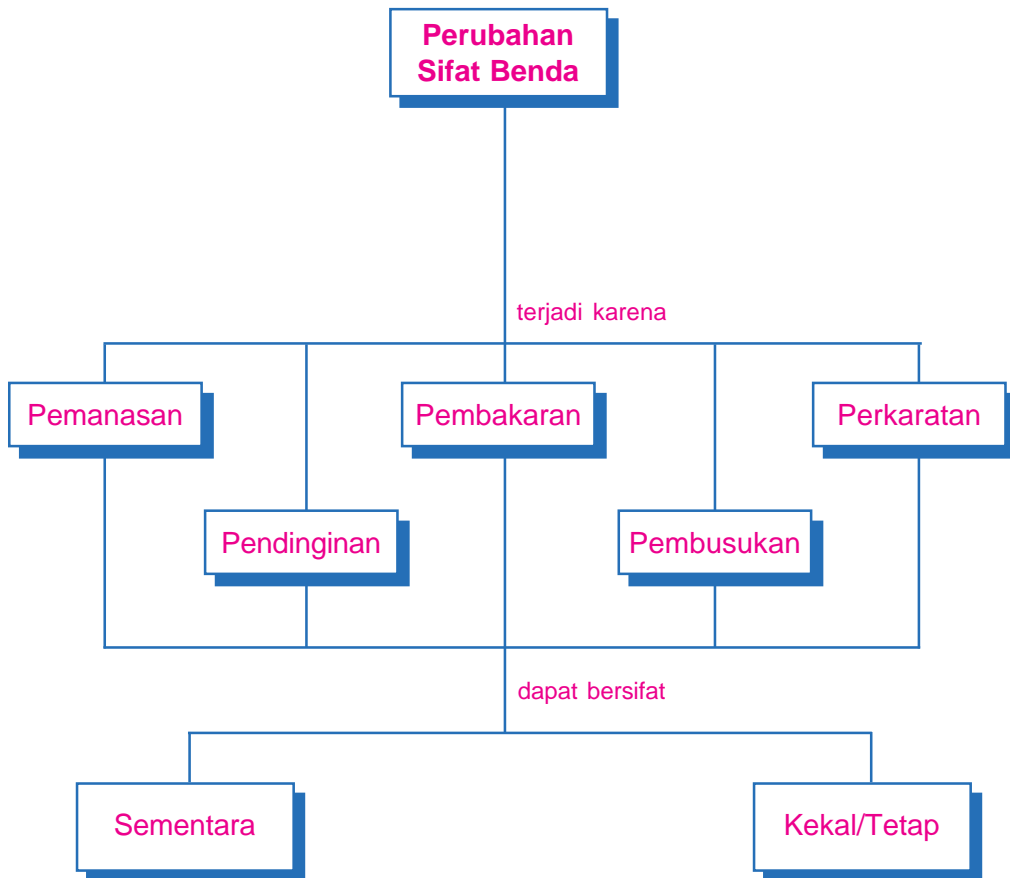 Perubahan
Sifat Benda
terjadi karena
Pemanasan
Pembakaran
Perkaratan
Pendinginan
Pembusukan
dapat bersifat
Sementara
Kekal/Tetap